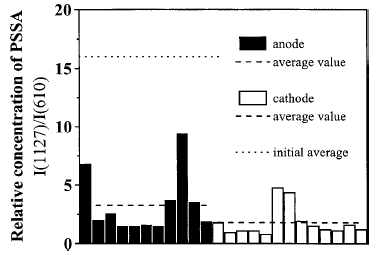 Relative concentration of PSSA
I(1127)/I(610)
20
15
10
5
0
anode
average value
cathode
average value
initial average